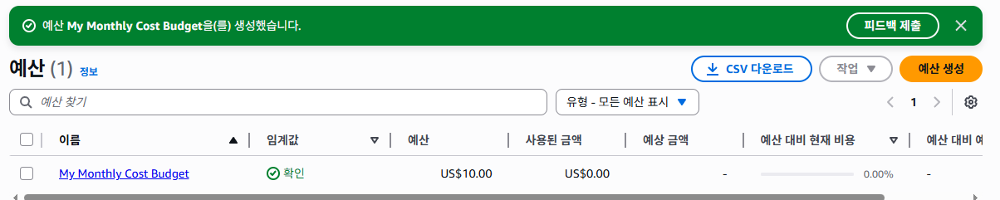 예산 My Monthly Cost Budget을(를) 생성했습니다. 피드백 제출
예산 (1) 정보 CSV 다운로드 작업 예산 생성
예산 찾기 유형 - 모든 예산 표시 1
이름 임계값 예산 사용된 금액 예상 금액 예산 대비 현재 비용 예산 대비 예
My Monthly Cost Budget 확인 US$10.00 US$0.00 - 0.00% -